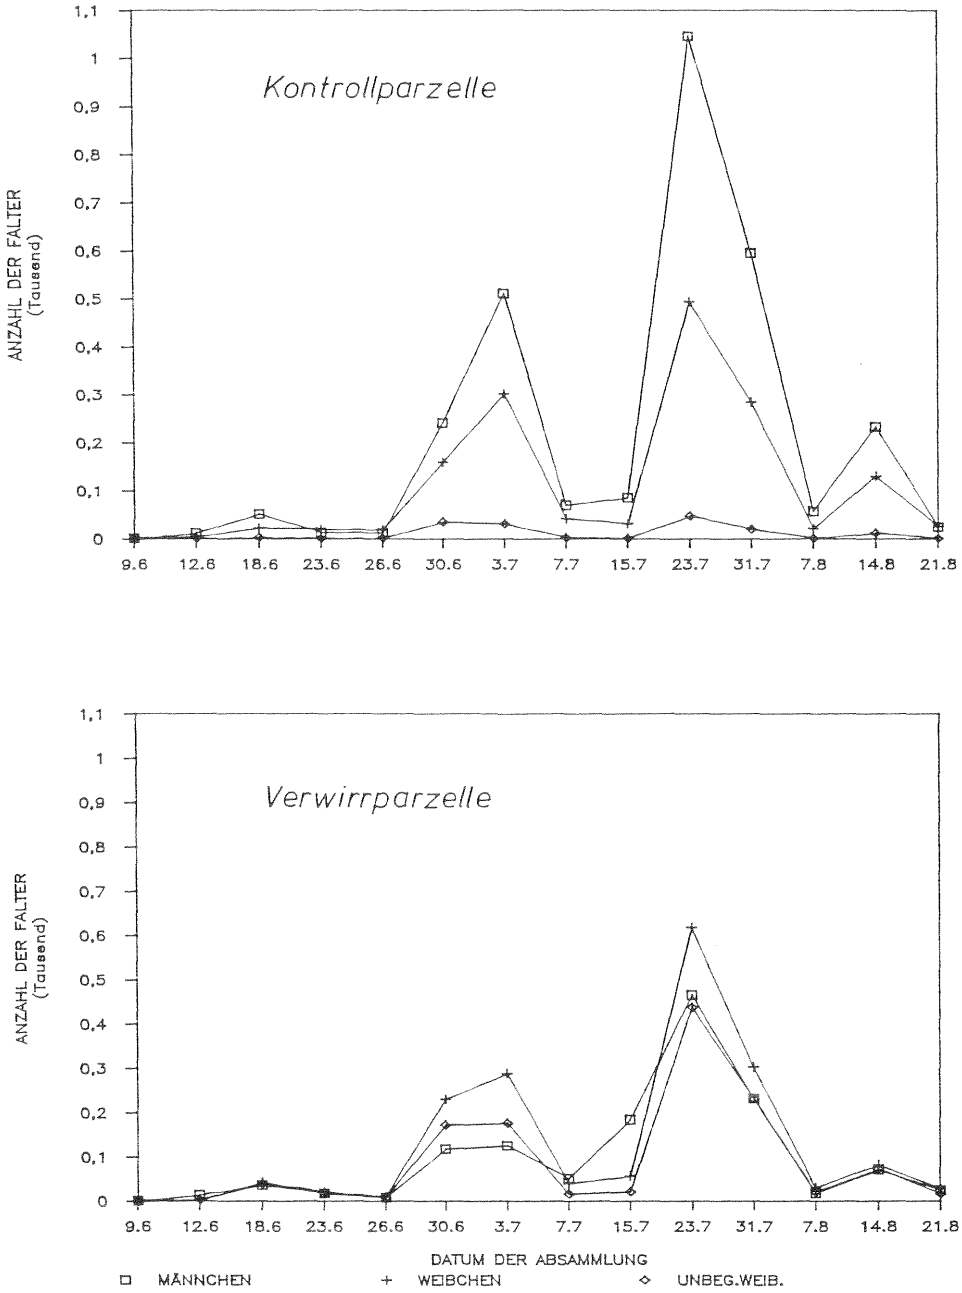 Kontrollparzelle
ANZAHL DER FALTER
(Tausend)
1,1
1
0,9
0,8
0,7
0,6
0,5
0,4
0,3
0,2
0,1
0
9.6 12.6 18.6 23.6 26.6 30.6 3.7 7.7 15.7 23.7 31.7 7.8 14.8 21.8
Verwirrparzelle
ANZAHL DER FALTER
(Tausend)
1,1
1
0,9
0,8
0,7
0,6
0,5
0,4
0,3
0,2
0,1
0
9.6 12.6 18.6 23.6 26.6 30.6 3.7 7.7 15.7 23.7 31.7 7.8 14.8 21.8
DATUM DER ABSAMMLUNG
MÄNNCHEN WEIBCHEN UNBEG.WEIB.